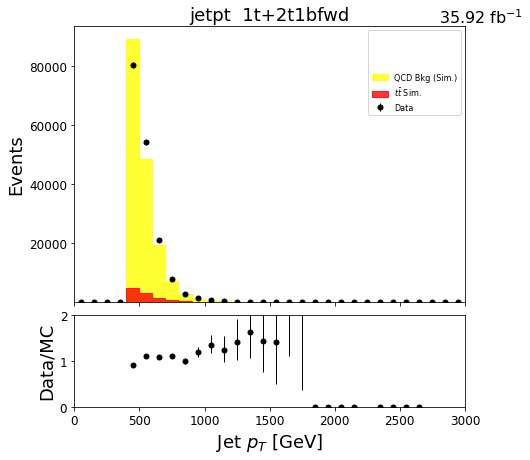 jetpt 1t+2t1bfwd
35.92 fb⁻¹
QCD Bkg (Sim.)
tt̄ Sim.
Data
Events
80000
60000
40000
20000
Data/MC
2
1
0
0 500 1000 1500 2000 2500 3000
Jet p_T [GeV]